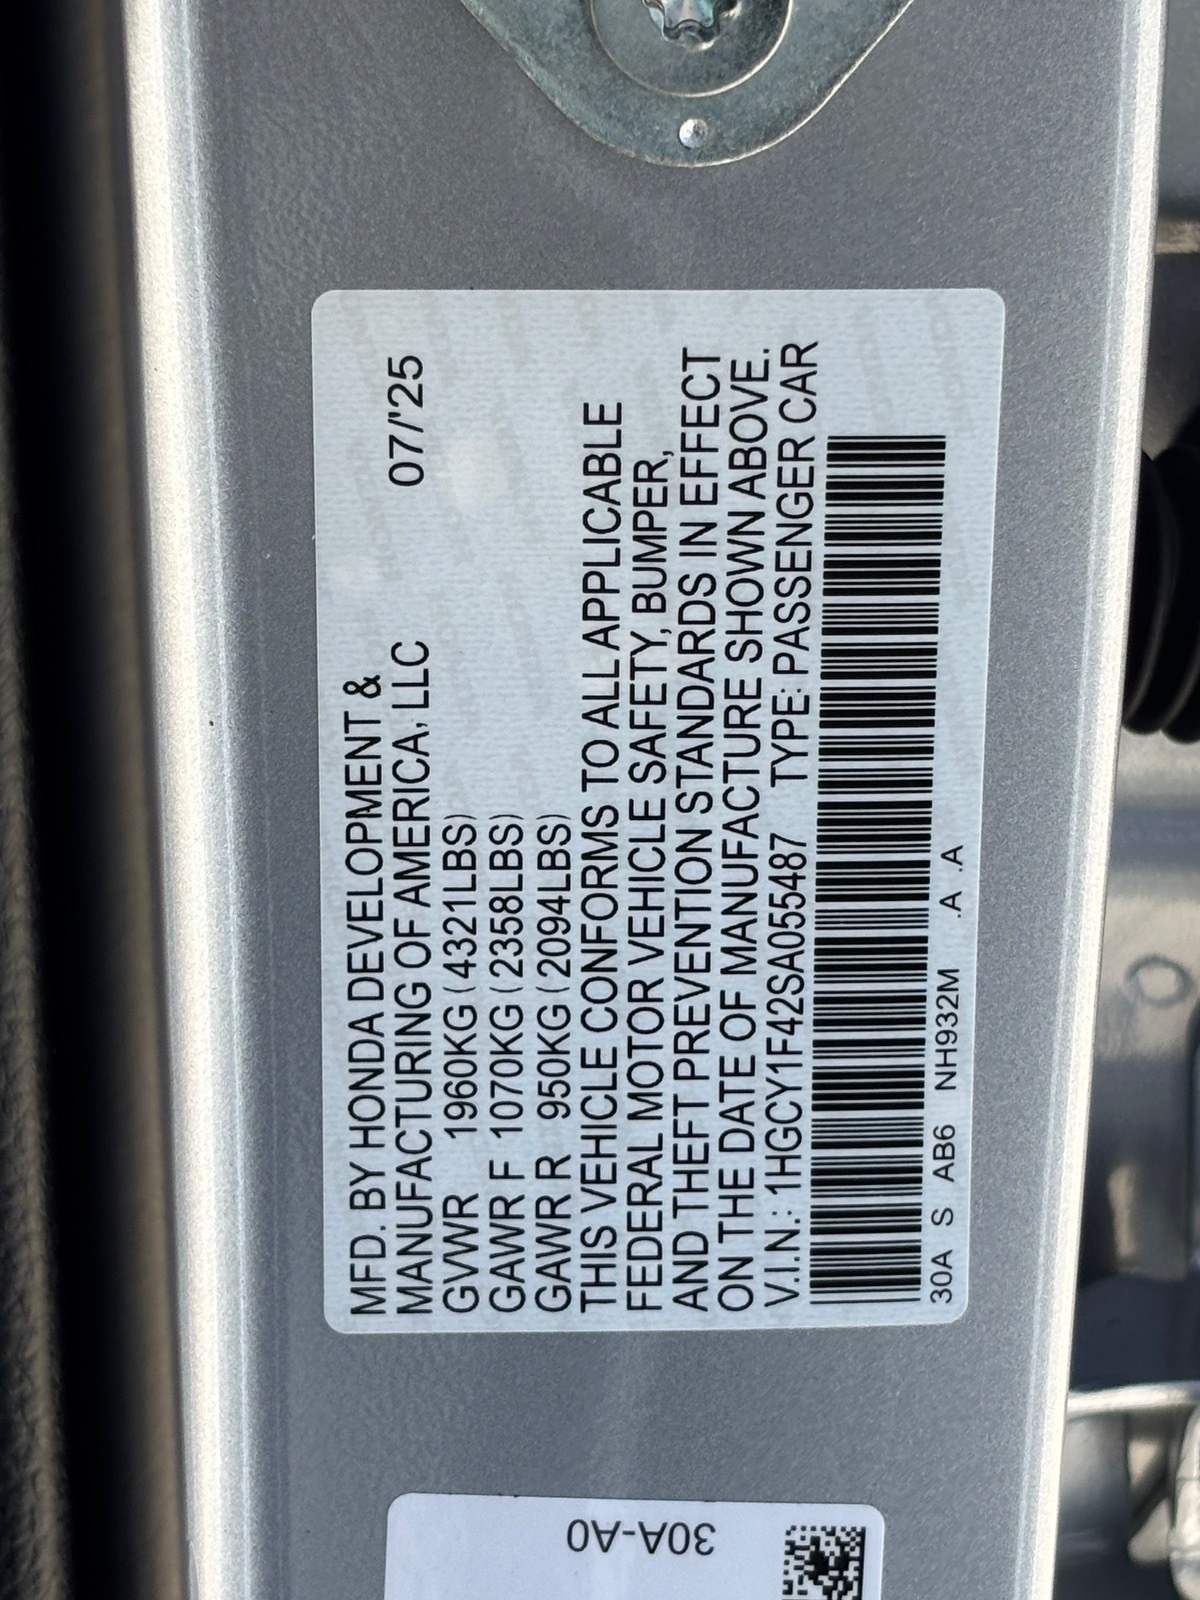 MFD. BY HONDA DEVELOPMENT &
MANUFACTURING OF AMERICA, LLC 07/'25
GVWR 1960KG (4321LBS)
GAWR F 1070KG (2358LBS)
GAWR R 950KG (2094LBS)
THIS VEHICLE CONFORMS TO ALL APPLICABLE
FEDERAL MOTOR VEHICLE SAFETY, BUMPER,
AND THEFT PREVENTION STANDARDS IN EFFECT
ON THE DATE OF MANUFACTURE SHOWN ABOVE.
V.I.N.: 1HGCY1F42SA055487 TYPE: PASSENGER CAR
30A S AB6 NH932M .A .A
30A-A0